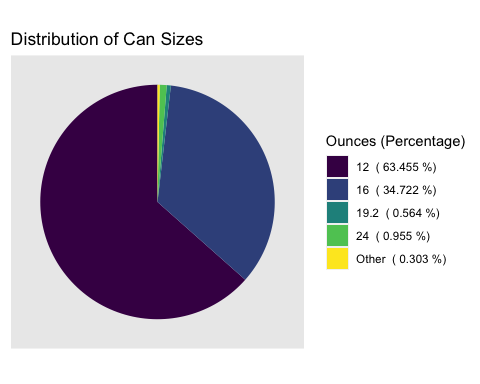 Distribution of Can Sizes
Ounces (Percentage)
12  ( 63.455 %)
16  ( 34.722 %)
19.2  ( 0.564 %)
24  ( 0.955 %)
Other  ( 0.303 %)